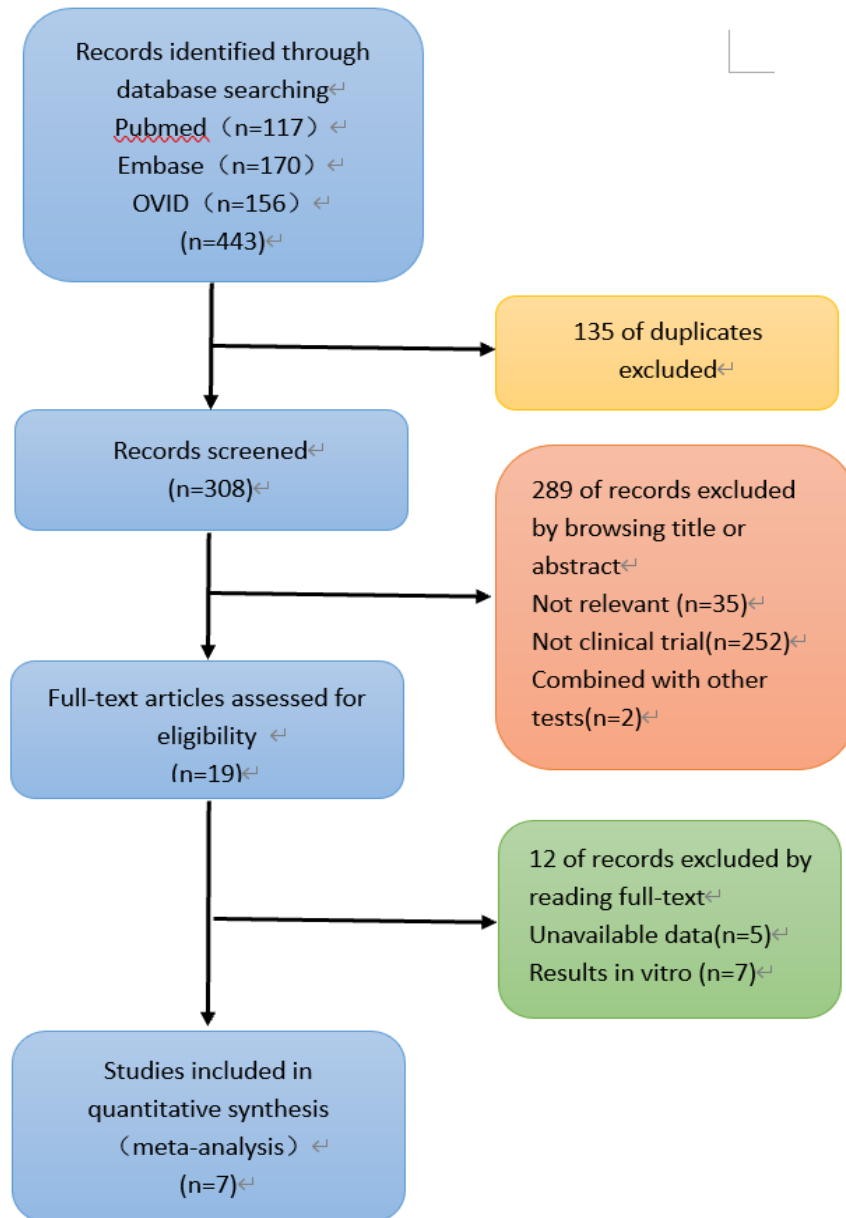 Records identified through
database searching
Pubmed（n=117）
Embase（n=170）
OVID（n=156）
(n=443)
135 of duplicates
excluded
Records screened
(n=308)
289 of records excluded
by browsing title or
abstract
Not relevant (n=35)
Not clinical trial(n=252)
Combined with other
tests(n=2)
Full-text articles assessed for
eligibility
(n=19)
12 of records excluded by
reading full-text
Unavailable data(n=5)
Results in vitro (n=7)
Studies included in
quantitative synthesis
（meta-analysis）
(n=7)